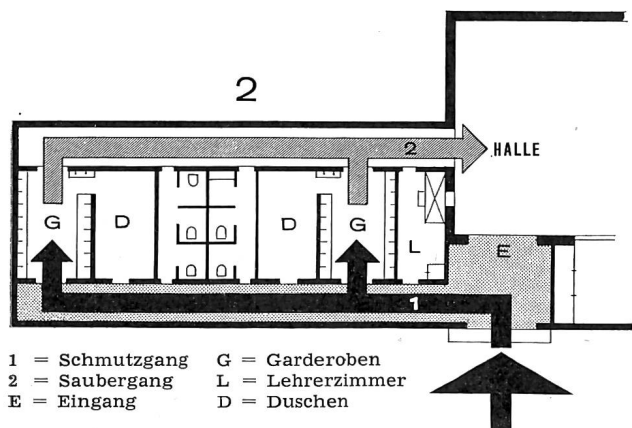 2
2 HALLE
G D D G
L E
1
1 = Schmutzgang G = Garderoben
2 = Saubergang L = Lehrerzimmer
E = Eingang D = Duschen